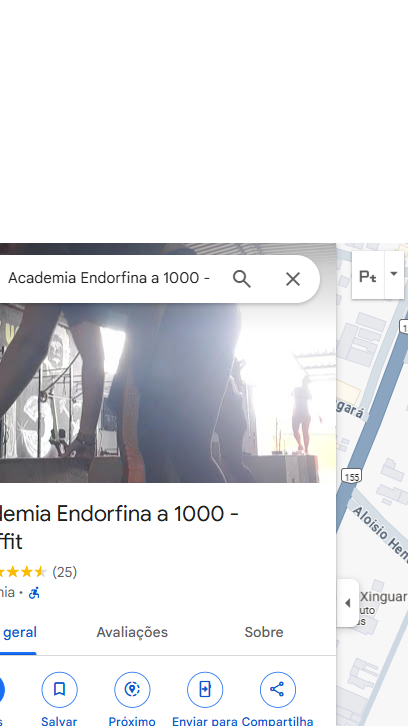 Academia Endorfina a 1000 -
Pt
gará
155
demia Endorfina a 1000 -
ffit
(25)
nia •
Aloisio Hen
Xinguar
uto
us
geral
Avaliações
Sobre
s
Salvar
Próximo
Enviar para
Compartilha